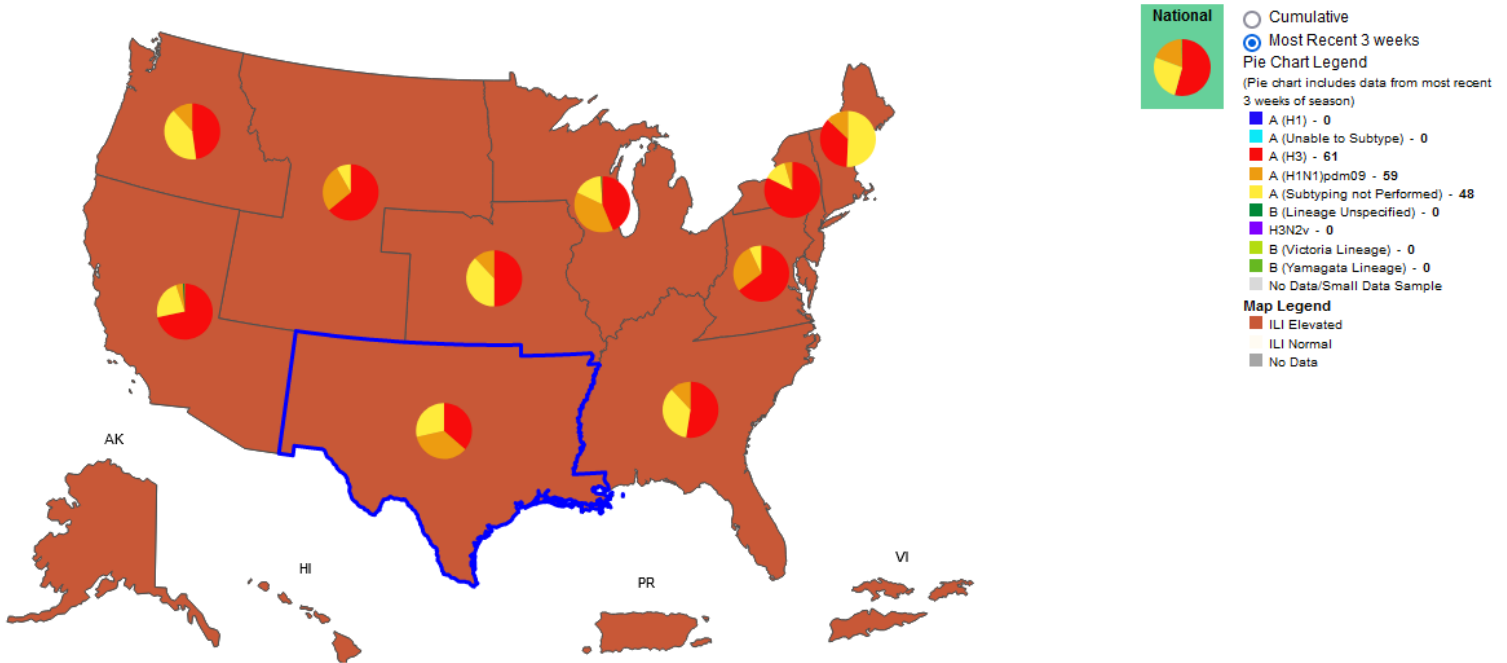 National
Cumulative
Most Recent 3 weeks
Pie Chart Legend
(Pie chart includes data from most recent
3 weeks of season)
A (H1) - 0
A (Unable to Subtype) - 0
A (H3) - 61
A (H1N1)pdm09 - 59
A (Subtyping not Performed) - 48
B (Lineage Unspecified) - 0
H3N2v - 0
B (Victoria Lineage) - 0
B (Yamagata Lineage) - 0
No Data/Small Data Sample
Map Legend
ILI Elevated
ILI Normal
No Data
AK
HI
PR
VI